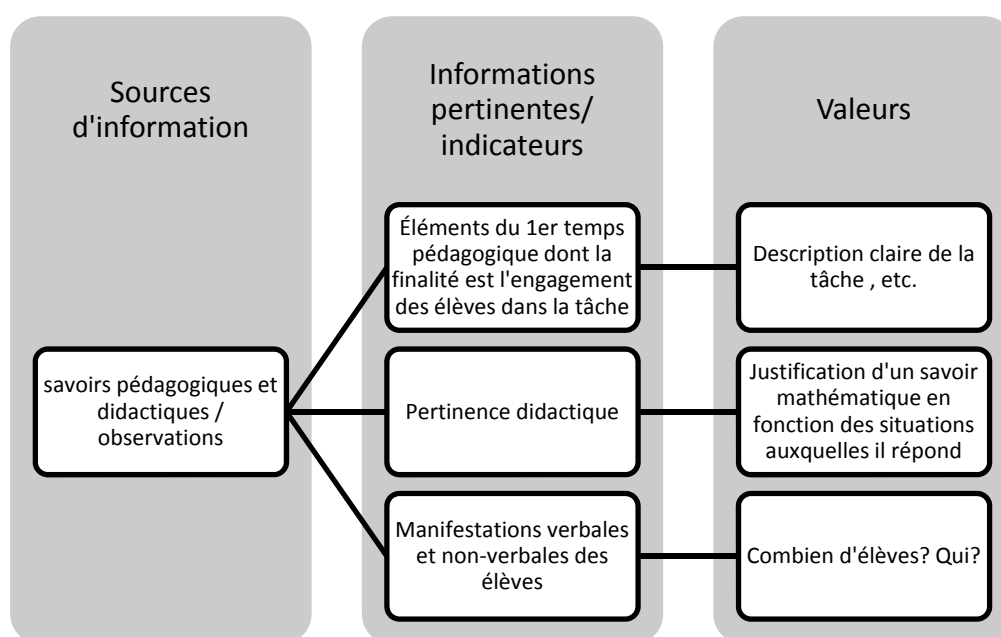 Sources
d'information
Informations
pertinentes/
indicateurs
Valeurs
savoirs pédagogiques et
didactiques /
observations
Éléments du 1er temps
pédagogique dont la
finalité est l'engagement
des élèves dans la tâche
Description claire de la
tâche , etc.
Pertinence didactique
Justification d'un savoir
mathématique en
fonction des situations
auxquelles il répond
Manifestations verbales
et non-verbales des
élèves
Combien d'élèves? Qui?